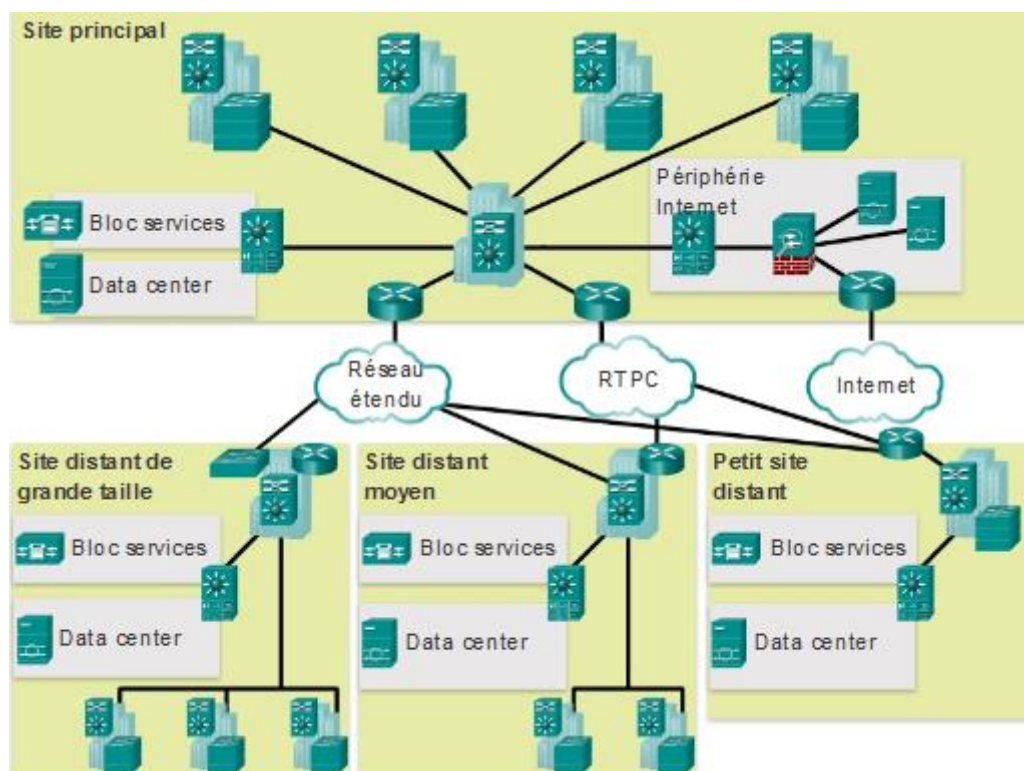 Site principal
Périphérie
Internet
Bloc services
Data center
Réseau
étendu
RTPC
Internet
Site distant de
grande taille
Bloc services
Data center
Site distant
moyen
Bloc services
Data center
Petit site
distant
Bloc services
Data center